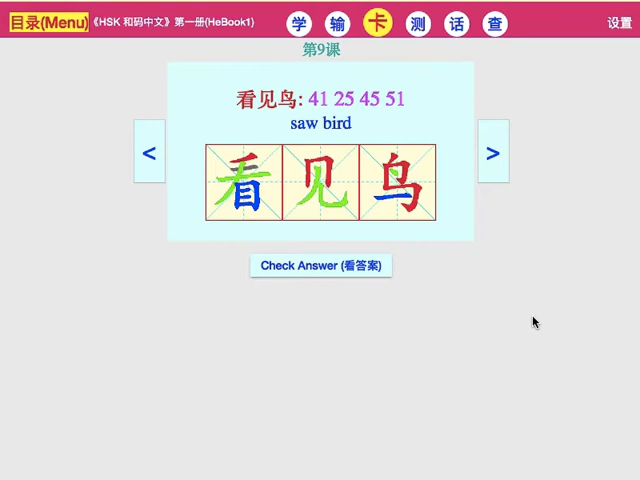 目录(Menu)《HSK 和码中文》第一册(HeBook1) 学 输 卡 测 话 查 设置
第9课
看见鸟: 41 25 45 51
saw bird
< 看见鸟 >
Check Answer (看答案)